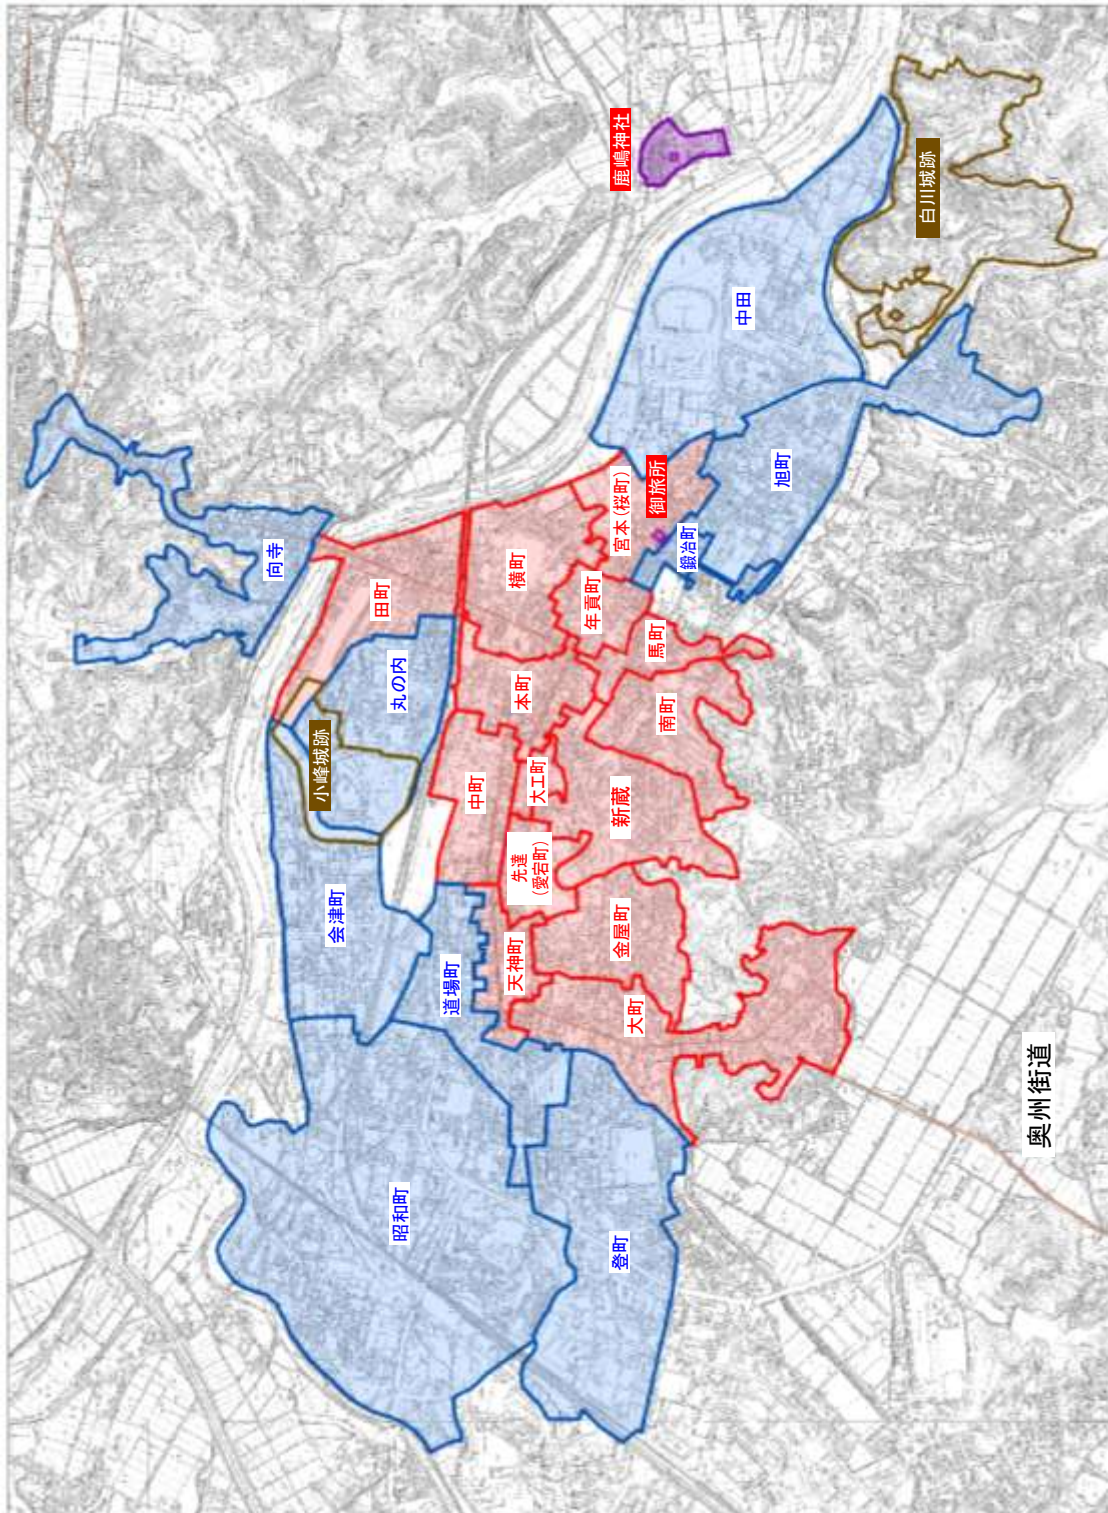 向寺
小峰城跡
会津町
田町
丸の内
昭和町
道場町
中町
横町
本町
天神町
先達
(愛宕町)
大工町
年貢町
鹿嶋神社
宮本(桜町)
新蔵
金屋町
登町
大町
御旅所
馬町
南町
鍛冶町
中田
旭町
白川城跡
奥州街道